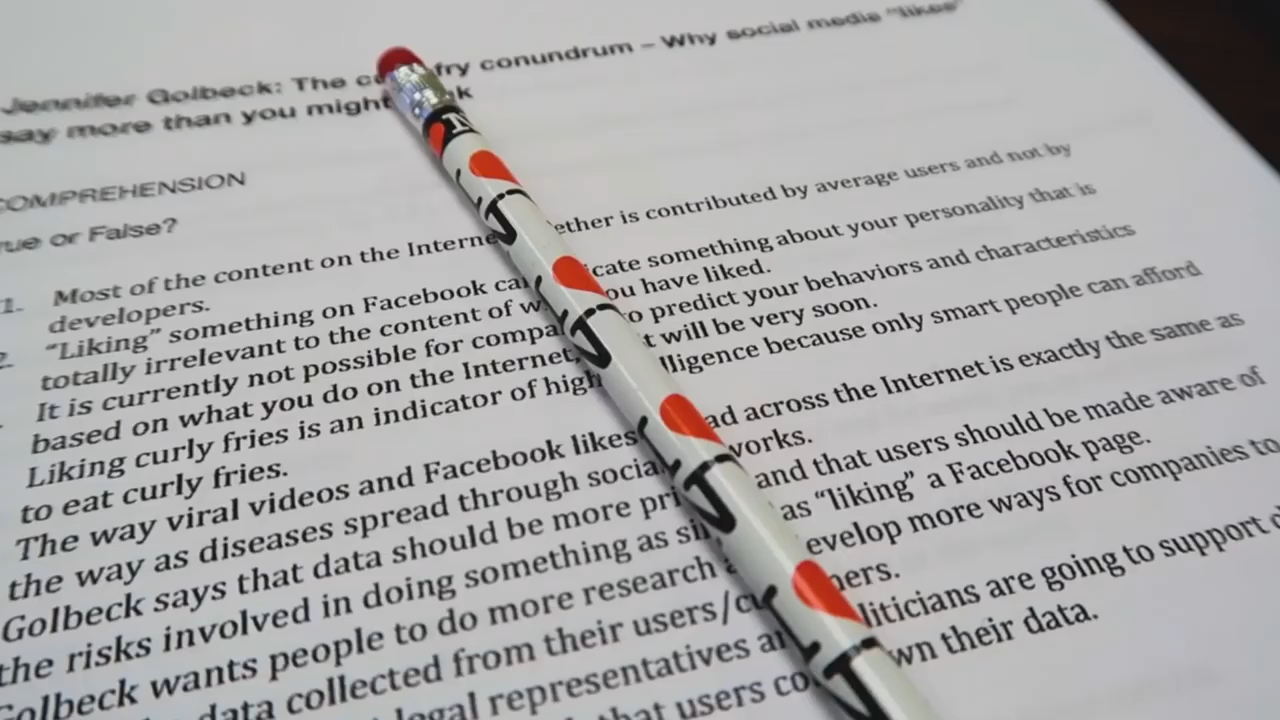 Jennifer Golbeck: The cu fry conundrum – Why social media "likes"
say more than you might k
COMPREHENSION
rue or False?
1. Most of the content on the Interne ether is contributed by average users and not by
developers.
2. “Liking” something on Facebook ca icate something about your personality that is
totally irrelevant to the content of w ou have liked.
It is currently not possible for compa o predict your behaviors and characteristics
based on what you do on the Internet, t will be very soon.
Liking curly fries is an indicator of high lligence because only smart people can afford
to eat curly fries.
The way viral videos and Facebook likes ad across the Internet is exactly the same as
the way as diseases spread through socia works.
Golbeck says that data should be more pri and that users should be made aware of
the risks involved in doing something as si as “liking” a Facebook page.
Golbeck wants people to do more research evelop more ways for companies to
data collected from their users/cu ners.
legal representatives a liticians are going to support
that users co wn their data.